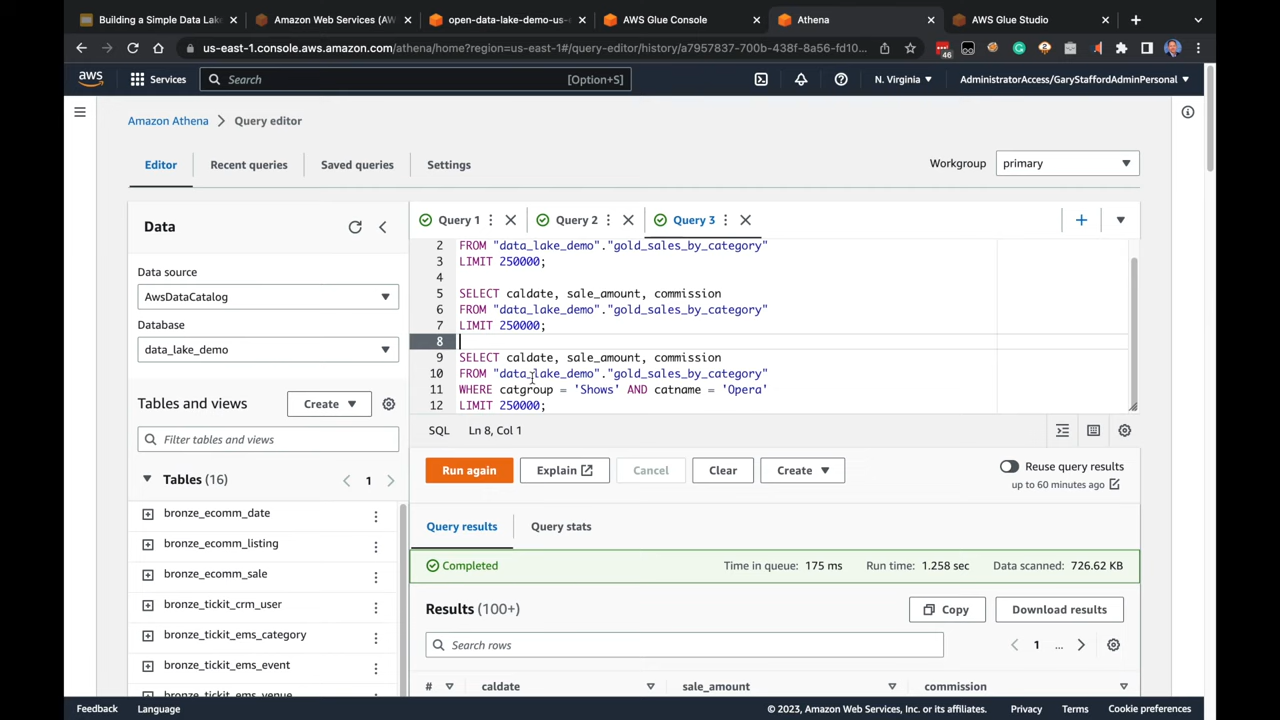 Building a Simple Data Lake
Amazon Web Services (AW
open-data-lake-demo-us-
AWS Glue Console
Athena
AWS Glue Studio
us-east-1.console.aws.amazon.com/athena/home?region=us-east-1#/query-editor/history/a7957837-700b-438f-8a56-fd10...
46
aws
Services
Search
[Option+S]
N. Virginia
AdministratorAccess/GaryStaffordAdminPersonal
Amazon Athena
Query editor
Editor
Recent queries
Saved queries
Settings
Workgroup
primary
Data
Data source
AwsDataCatalog
Database
data_lake_demo
Tables and views
Create
Filter tables and views
Tables (16)
1
bronze_ecomm_date
bronze_ecomm_listing
bronze_ecomm_sale
bronze_tickit_crm_user
bronze_tickit_ems_category
bronze_tickit_ems_event
bronze_tickit_ems_venue
Query 1
Query 2
Query 3
2 FROM "data_lake_demo"."gold_sales_by_category"
3 LIMIT 250000;
4
5 SELECT caldate, sale_amount, commission
6 FROM "data_lake_demo"."gold_sales_by_category"
7 LIMIT 250000;
8
9 SELECT caldate, sale_amount, commission
10 FROM "data_lake_demo"."gold_sales_by_category"
11 WHERE catgroup = 'Shows' AND catname = 'Opera'
12 LIMIT 250000;
SQL
Ln 8, Col 1
Run again
Explain
Cancel
Clear
Create
Reuse query results
up to 60 minutes ago
Query results
Query stats
Completed
Time in queue: 175 ms
Run time: 1.258 sec
Data scanned: 726.62 KB
Results (100+)
Copy
Download results
Search rows
1
...
#
caldate
sale_amount
commission
Feedback
Language
© 2023, Amazon Web Services, Inc. or its affiliates.
Privacy
Terms
Cookie preferences